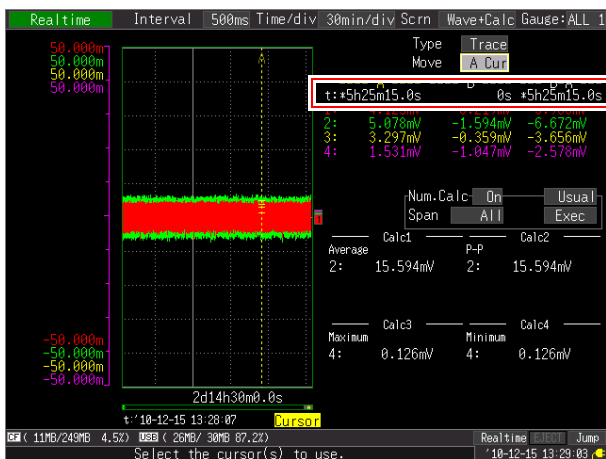 Realtime Interval 500ms Time/div 30min/div Scrn Wave+Calc Gauge:ALL 1
50.000m
50.000m
50.000m
50.000m
Type Trace
Move A Cur
A
t:*5h25m15.0s 0s *5h25m15.0s
2: 5.078mV -1.594mV -6.672mV
3: 3.297mV -0.359mV -3.656mV
4: 1.531mV -1.047mV -2.578mV
Num.Calc On Usual
Span All Exec
1
Calc1 Calc2
Average P-P
2: 15.594mV 2: 15.594mV
Calc3 Calc4
Maximum Minimum
4: 0.126mV 4: 0.126mV
-50.000m
-50.000m
-50.000m
-50.000m
2d14h30m0.0s
t:'10-12-15 13:28:07 Cursor
CF ( 11MB/249MB 4.5%) USB ( 26MB/ 30MB 87.2%) Realtime EJECT Jump
Select the cursor(s) to use. '10-12-15 13:29:03